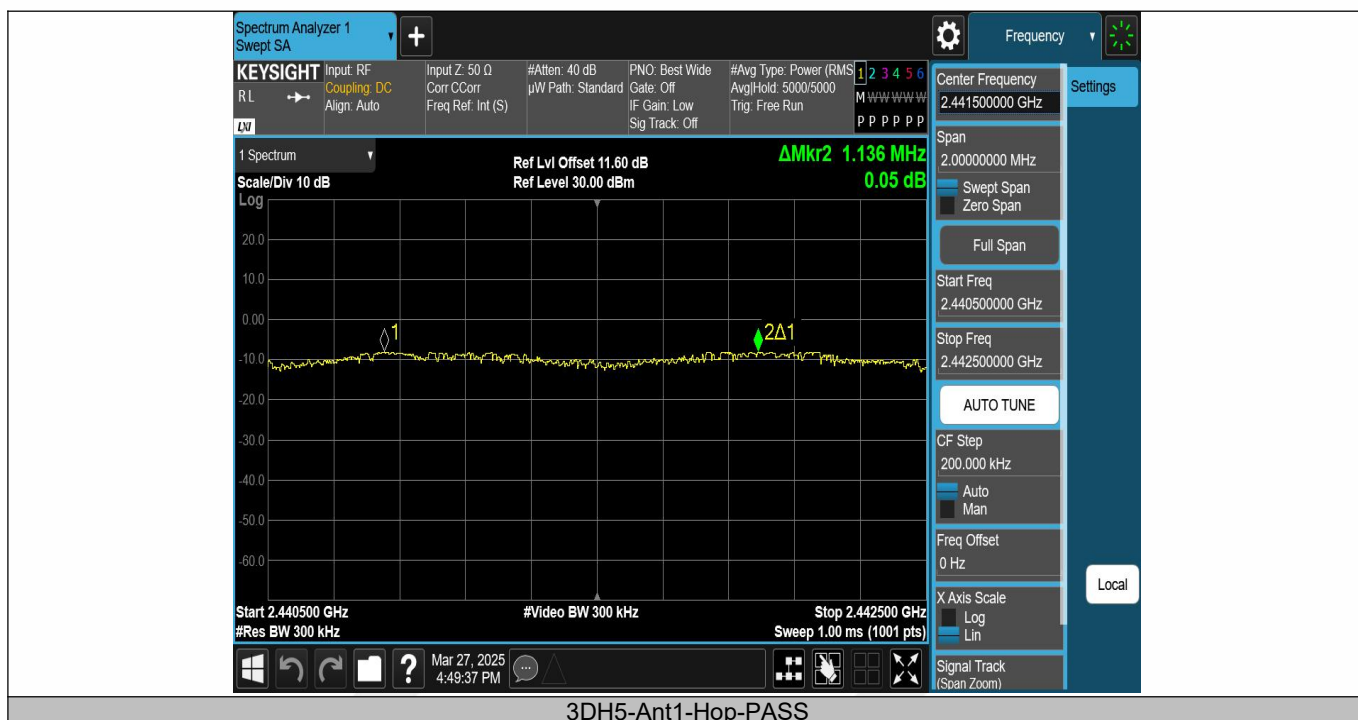 Spectrum Analyzer 1
Swept SA
+
Frequency
KEYSIGHT
R L
LXI
Input: RF
Coupling: DC
Align: Auto
Input Z: 50 Ω
Corr CCorr
Freq Ref: Int (S)
#Atten: 40 dB
µW Path: Standard
PNO: Best Wide
Gate: Off
IF Gain: Low
Sig Track: Off
#Avg Type: Power (RMS
Avg|Hold: 5000/5000
Trig: Free Run
1 2 3 4 5 6
M W W W W W
P P P P P P
1 Spectrum
Scale/Div 10 dB
Log
Ref Lvl Offset 11.60 dB
Ref Level 30.00 dBm
ΔMkr2 1.136 MHz
0.05 dB
20.0
10.0
0.00
-10.0
-20.0
-30.0
-40.0
-50.0
-60.0
1
2Δ1
Start 2.440500 GHz
#Res BW 300 kHz
#Video BW 300 kHz
Stop 2.442500 GHz
Sweep 1.00 ms (1001 pts)
?
Mar 27, 2025
4:49:37 PM
Center Frequency
2.441500000 GHz
Settings
Span
2.00000000 MHz
Swept Span
Zero Span
Full Span
Start Freq
2.440500000 GHz
Stop Freq
2.442500000 GHz
AUTO TUNE
CF Step
200.000 kHz
Auto
Man
Freq Offset
0 Hz
X Axis Scale
Log
Lin
Local
Signal Track
(Span Zoom)
3DH5-Ant1-Hop-PASS